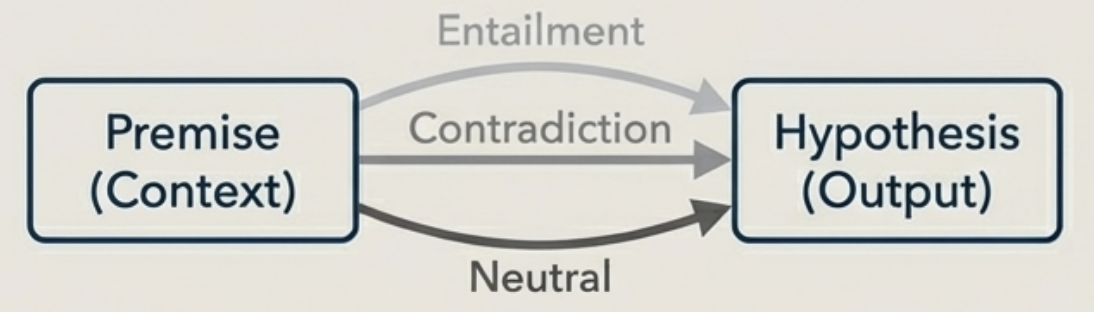 Entailment
Premise
(Context)
Contradiction
Hypothesis
(Output)
Neutral